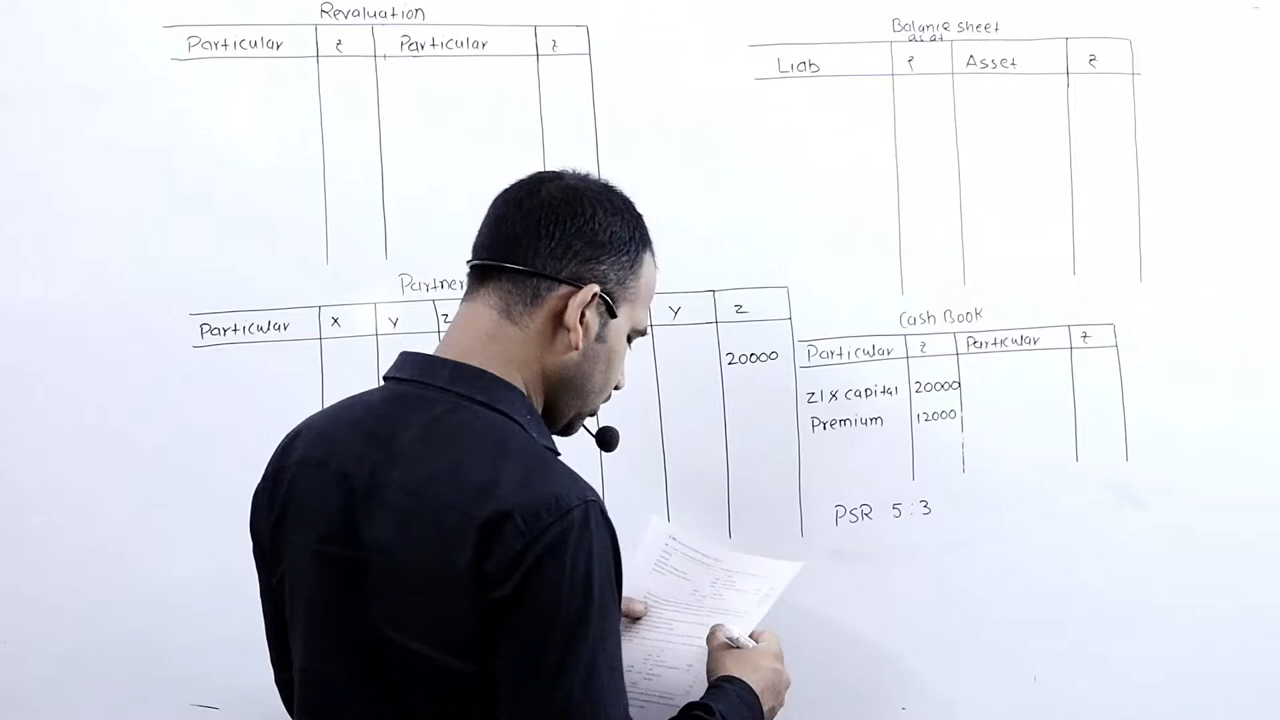 Revaluation
Particular ₹ Particular ₹
Balance sheet
as at
Liab ₹ Asset ₹
Partner
Particular X Y Z Y Z
20000
Cash Book
Particular ₹ Particular ₹
Z's capital 20000
Premium 12000
PSR 5:3